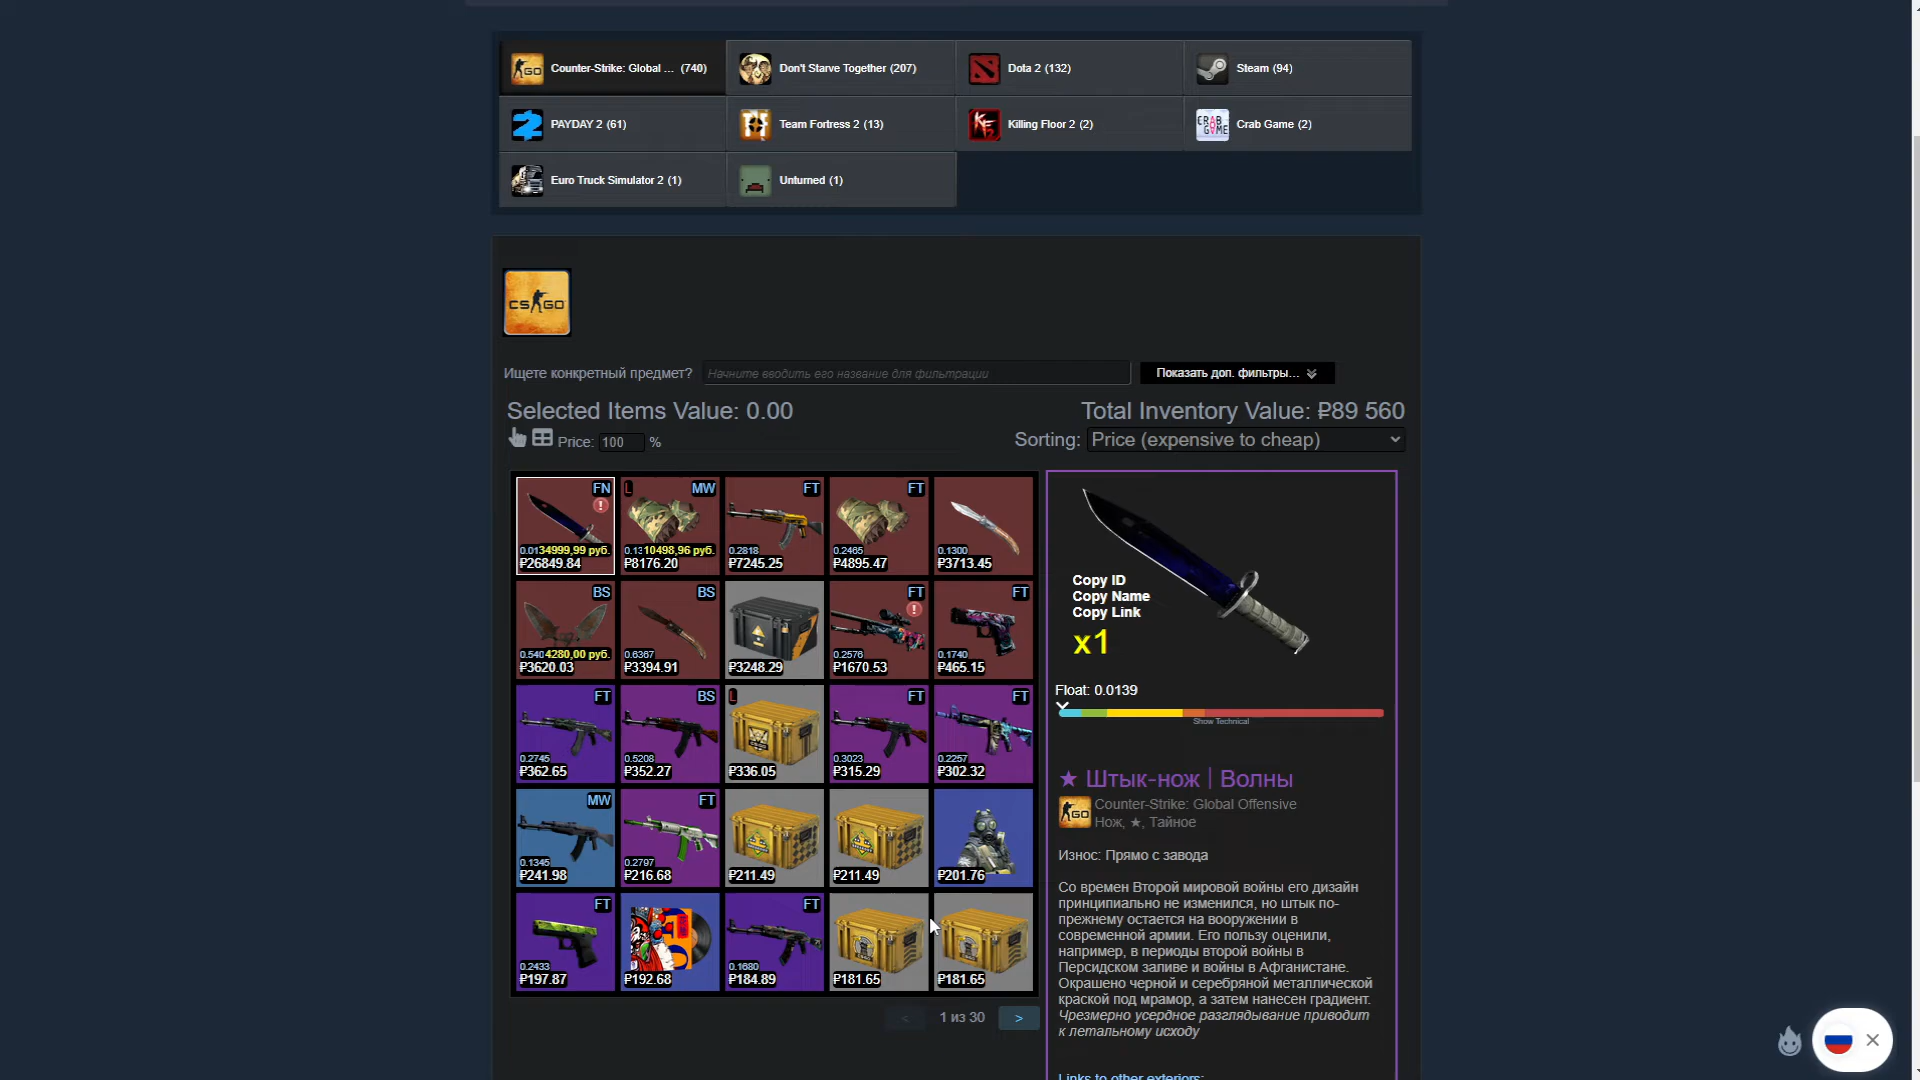 Counter-Strike: Global ... (740)
Don't Starve Together (207)
Dota 2 (132)
Steam (94)
PAYDAY 2 (61)
Team Fortress 2 (13)
Killing Floor 2 (2)
Crab Game (2)
Euro Truck Simulator 2 (1)
Unturned (1)
CS GO
Ищете конкретный предмет?
Начните вводить его название для фильтрации
Показать доп. фильтры...
Selected Items Value: 0.00
Total Inventory Value: ₽89 560
Price: 100 %
Sorting: Price (expensive to cheap)
FN
34999,99 руб.
₽26849.84
L MW
10498,96 руб.
₽8176.20
FT
0.2818
₽7245.25
FT
0.2465
₽4895.47
0.1300
₽3713.45
BS
0.540 4280,00 руб.
₽3620.03
BS
0.6367
₽3394.91
₽3248.29
FT
0.2576
₽1670.53
FT
0.1740
₽465.15
FT
0.2745
₽362.65
BS
0.5208
₽352.27
L
₽336.05
FT
0.3023
₽315.29
FT
0.2257
₽302.32
MW
0.1345
₽241.98
FT
0.2797
₽216.68
₽211.49
₽211.49
₽201.76
FT
0.2433
₽197.87
₽192.68
FT
0.1680
₽184.89
₽181.65
₽181.65
< 1 из 30 >
Copy ID
Copy Name
Copy Link
x1
Float: 0.0139
Show Technical
★ Штык-нож | Волны
Counter-Strike: Global Offensive
Нож, ★, Тайное
Износ: Прямо с завода
Со времен Второй мировой войны его дизайн
принципиально не изменился, но штык по-
прежнему остается на вооружении в
современной армии. Его пользу оценили,
например, в периоды второй войны в
Персидском заливе и войны в Афганистане.
Окрашено черной и серебряной металлической
краской под мрамор, а затем нанесен градиент.
Чрезмерно усердное разглядывание приводит
к летальному исходу
Links to other exteriors: